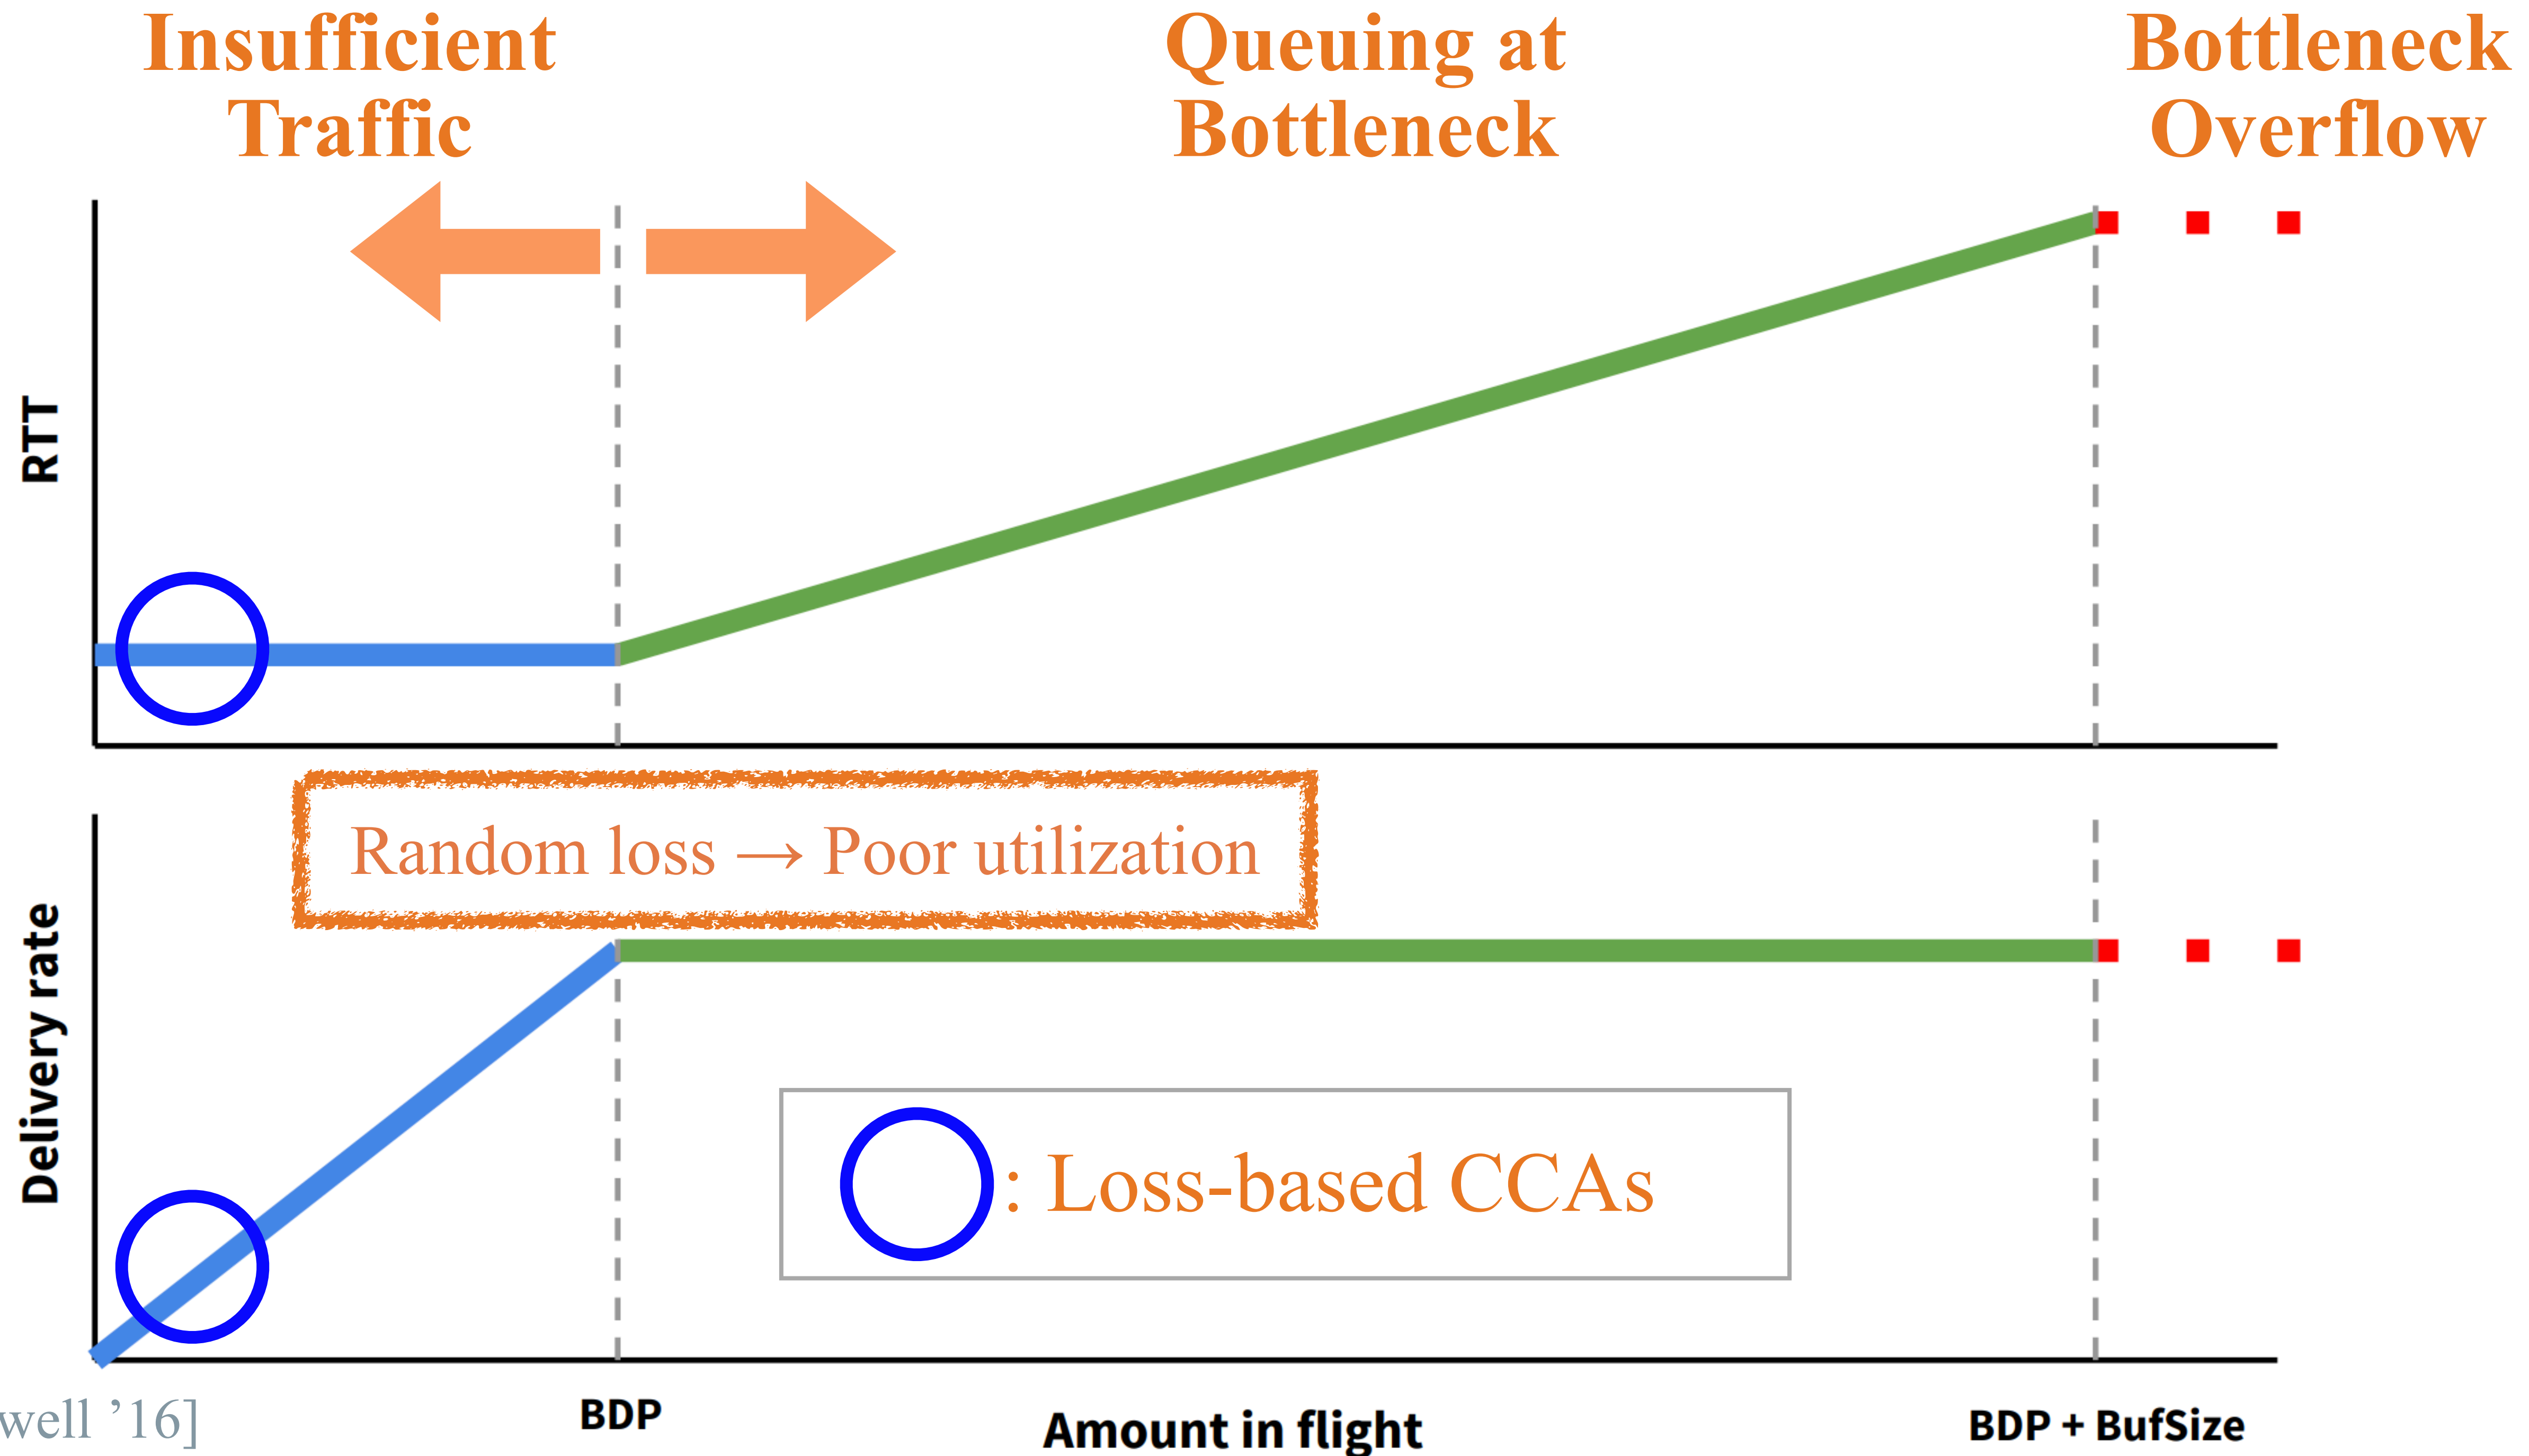 Insufficient
Traffic
Queuing at
Bottleneck
Bottleneck
Overflow
RTT
Random loss → Poor utilization
Delivery rate
: Loss-based CCAs
well ’16]
BDP
Amount in flight
BDP + BufSize